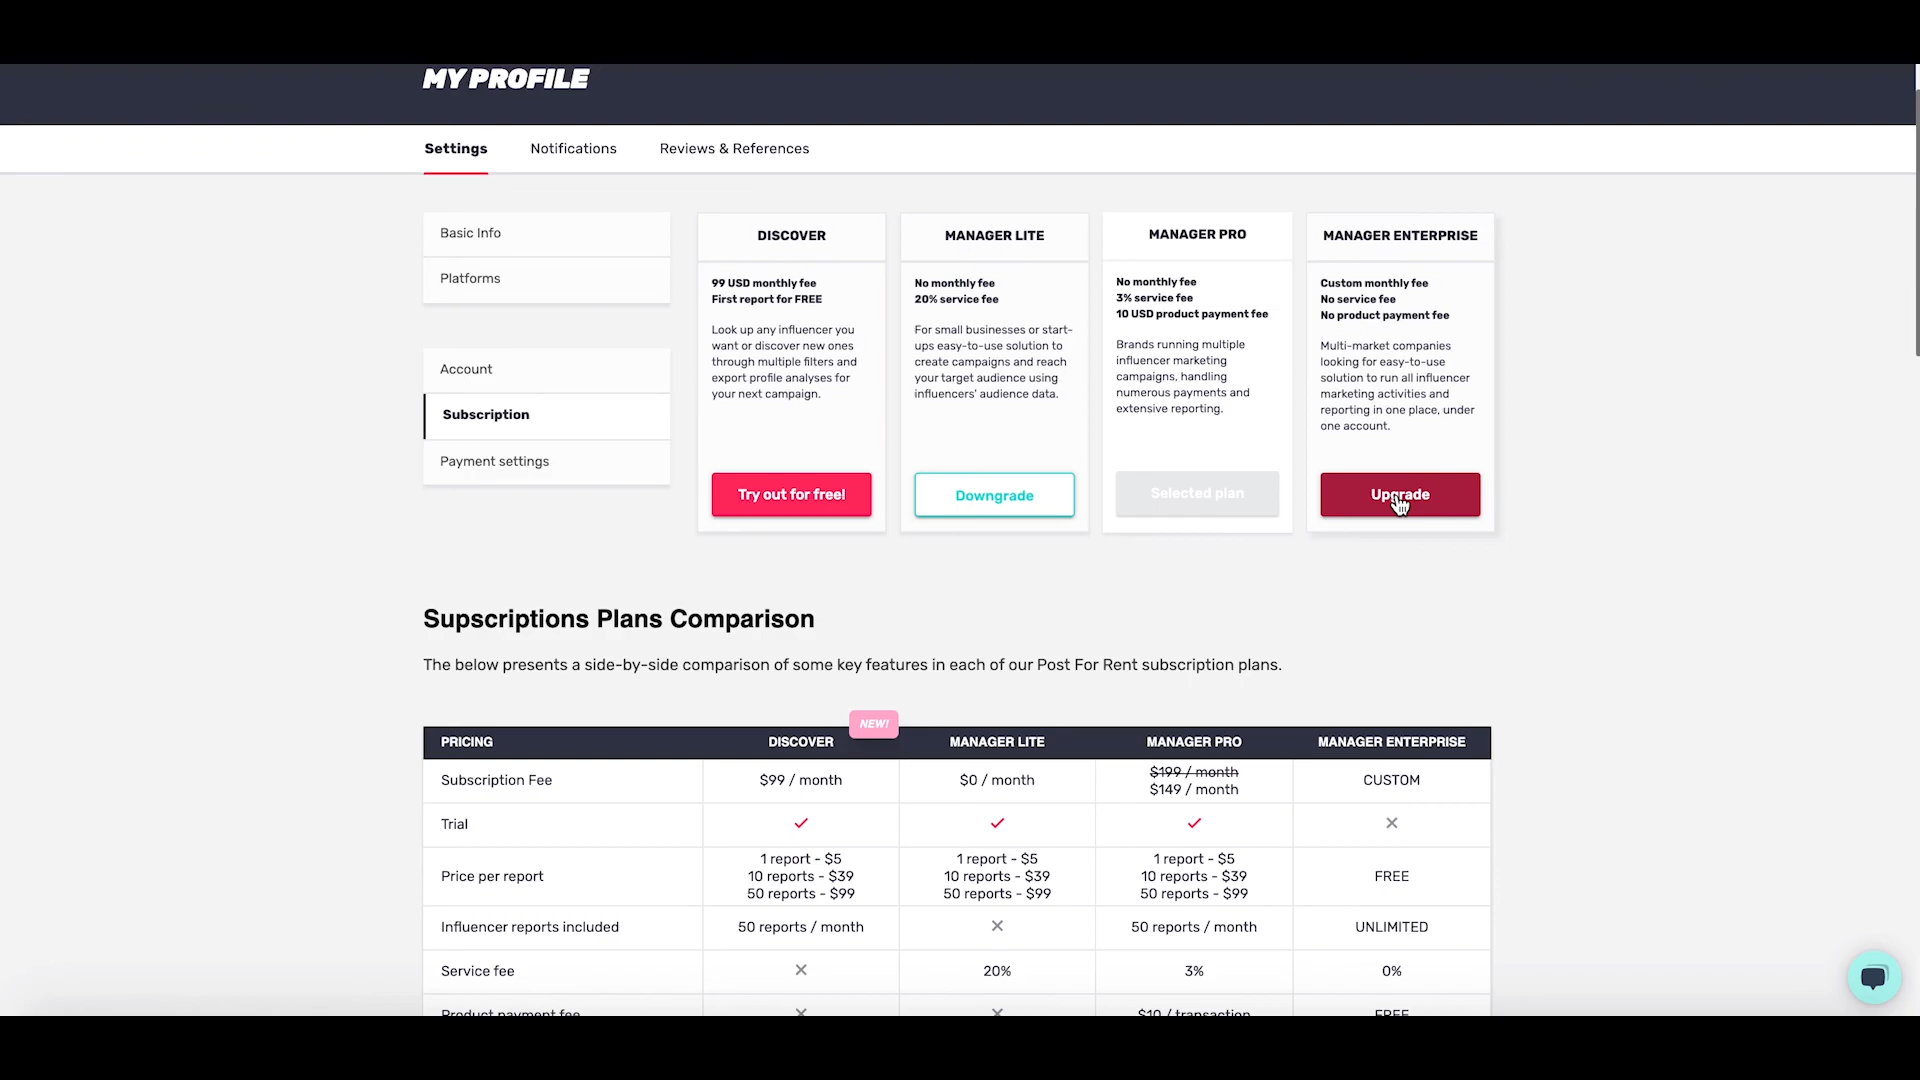 MY PROFILE
Settings
Notifications
Reviews & References
Basic Info
Platforms
Account
Subscription
Payment settings
DISCOVER
99 USD monthly fee
First report for FREE
Look up any influencer you
want or discover new ones
through multiple filters and
export profile analyses for
your next campaign.
Try out for free!
MANAGER LITE
No monthly fee
20% service fee
For small businesses or start-
ups easy-to-use solution to
create campaigns and reach
your target audience using
influencers' audience data.
Downgrade
MANAGER PRO
No monthly fee
3% service fee
10 USD product payment fee
Brands running multiple
influencer marketing
campaigns, handling
numerous payments and
extensive reporting.
Selected plan
MANAGER ENTERPRISE
Custom monthly fee
No service fee
No product payment fee
Multi-market companies
looking for easy-to-use
solution to run all influencer
marketing activities and
reporting in one place, under
one account.
Upgrade
Supscriptions Plans Comparison
The below presents a side-by-side comparison of some key features in each of our Post For Rent subscription plans.
NEW!
PRICING DISCOVER MANAGER LITE MANAGER PRO MANAGER ENTERPRISE
Subscription Fee $99 / month $0 / month $199 / month $149 / month CUSTOM
Trial
Price per report
1 report - $5
10 reports - $39
50 reports - $99
1 report - $5
10 reports - $39
50 reports - $99
1 report - $5
10 reports - $39
50 reports - $99
FREE
Influencer reports included 50 reports / month 50 reports / month UNLIMITED
Service fee 20% 3% 0%
Product payment fee $10 / transaction FREE